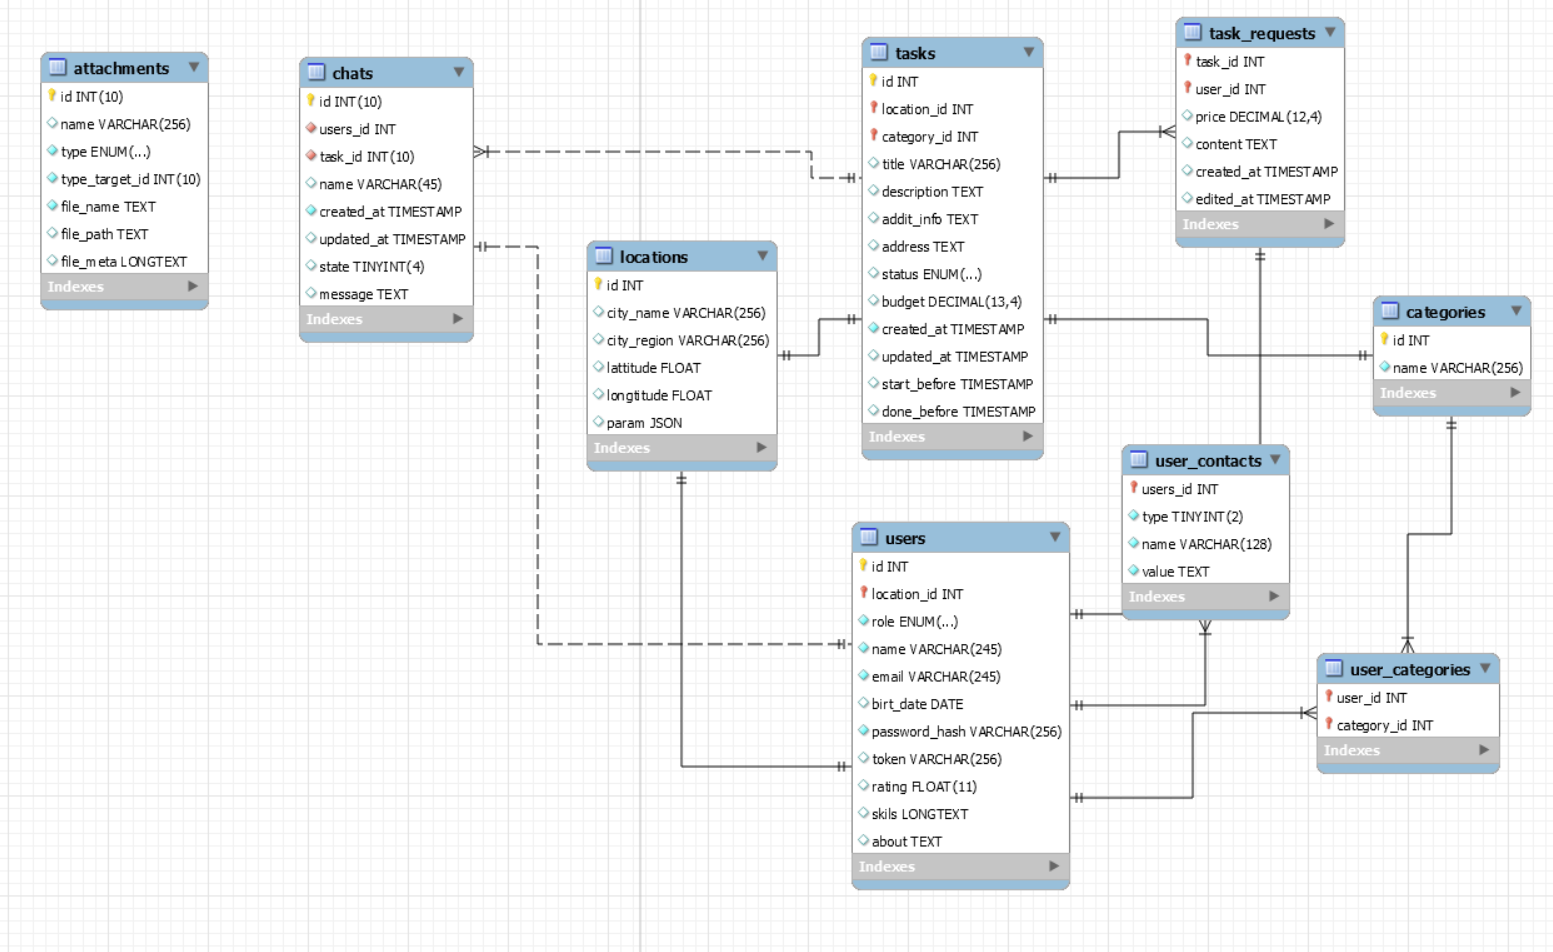 attachments
id INT(10)
name VARCHAR(256)
type ENUM(...)
type_target_id INT(10)
file_name TEXT
file_path TEXT
file_meta LONGTEXT
Indexes
chats
id INT(10)
users_id INT
task_id INT(10)
name VARCHAR(45)
created_at TIMESTAMP
updated_at TIMESTAMP
state TINYINT(4)
message TEXT
Indexes
locations
id INT
city_name VARCHAR(256)
city_region VARCHAR(256)
lattitude FLOAT
longtitude FLOAT
param JSON
Indexes
tasks
id INT
location_id INT
category_id INT
title VARCHAR(256)
description TEXT
addit_info TEXT
address TEXT
status ENUM(...)
budget DECIMAL(13,4)
created_at TIMESTAMP
updated_at TIMESTAMP
start_before TIMESTAMP
done_before TIMESTAMP
Indexes
task_requests
task_id INT
user_id INT
price DECIMAL(12,4)
content TEXT
created_at TIMESTAMP
edited_at TIMESTAMP
Indexes
categories
id INT
name VARCHAR(256)
Indexes
user_contacts
users_id INT
type TINYINT(2)
name VARCHAR(128)
value TEXT
Indexes
users
id INT
location_id INT
role ENUM(...)
name VARCHAR(245)
email VARCHAR(245)
birt_date DATE
password_hash VARCHAR(256)
token VARCHAR(256)
rating FLOAT(11)
skils LONGTEXT
about TEXT
Indexes
user_categories
user_id INT
category_id INT
Indexes